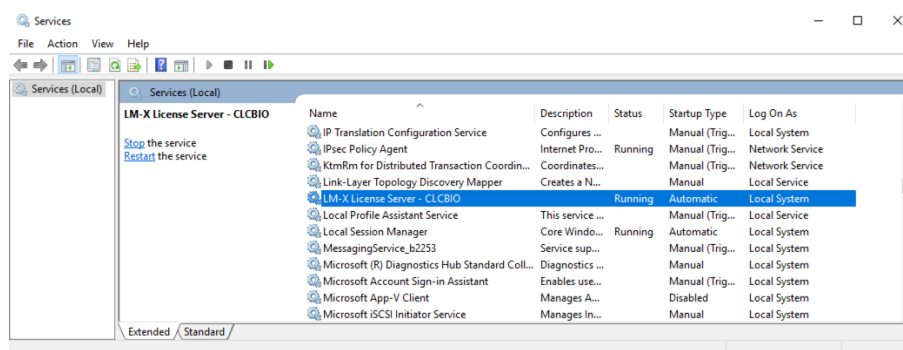 Services
File Action View Help
Services (Local)
Services (Local)
LM-X License Server - CLCBIO
Stop the service
Restart the service
Name Description Status Startup Type Log On As
IP Translation Configuration Service Configures ... Manual (Trig... Local System
IPsec Policy Agent Internet Pro... Running Manual (Trig... Network Service
KtmRm for Distributed Transaction Coordin... Coordinates... Manual (Trig... Network Service
Link-Layer Topology Discovery Mapper Creates a N... Manual Local Service
LM-X License Server - CLCBIO Running Automatic Local System
Local Profile Assistant Service This service ... Manual (Trig... Local Service
Local Session Manager Core Windo... Running Automatic Local System
MessagingService_b2253 Service sup... Manual (Trig... Local System
Microsoft (R) Diagnostics Hub Standard Coll... Diagnostics ... Manual Local System
Microsoft Account Sign-in Assistant Enables use... Manual (Trig... Local System
Microsoft App-V Client Manages A... Disabled Local System
Microsoft iSCSI Initiator Service Manages In... Manual Local System
Extended Standard